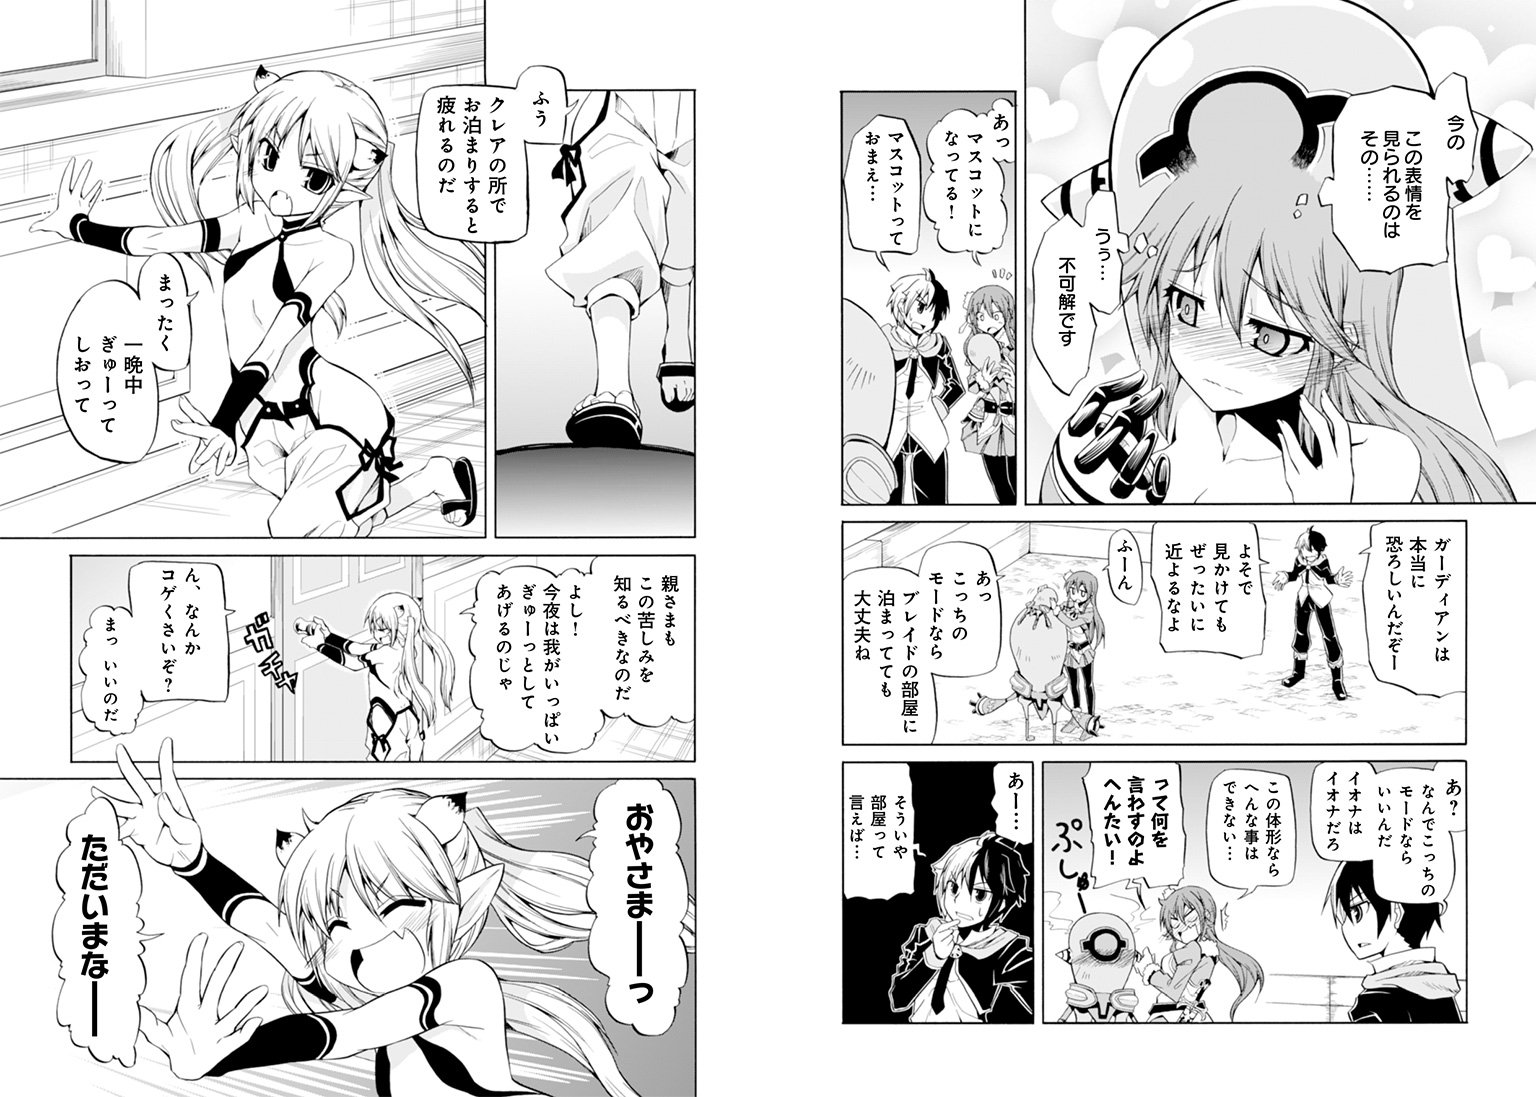 今の
この表情を
見られるのは
その……
うぅ…
不可解です
あっ
マスコットに
なってる!
マスコットって
おまえ…
ガーディアンは
本当に
恐ろしいんだぞー
よそで
見かけても
ぜったいに
近よるなよ
ふーん
あっ
こっちの
モードなら
ブレイドの部屋に
泊まってても
大丈夫ね
あ?
なんでこっちの
モードなら
いいんだ
イオナは
イオナだろ
この体形なら
へんな事は
できない…
って何を
言わすのよ
へんたい!
ぷしゅ
あー…
そういや
部屋って
言えば…
ふう
クレアの所で
お泊まりすると
疲れるのだ
まったく
一晩中
ぎゅーって
しおって
親さまも
この苦しみを
知るべきなのだ
よし!
今夜は我がいっぱい
ぎゅーっとして
あげるのじゃ
ガチャ
ん、なんか
コゲくさいぞ?
まっ いいのだ
おやさまーーっ
ただいまなーー